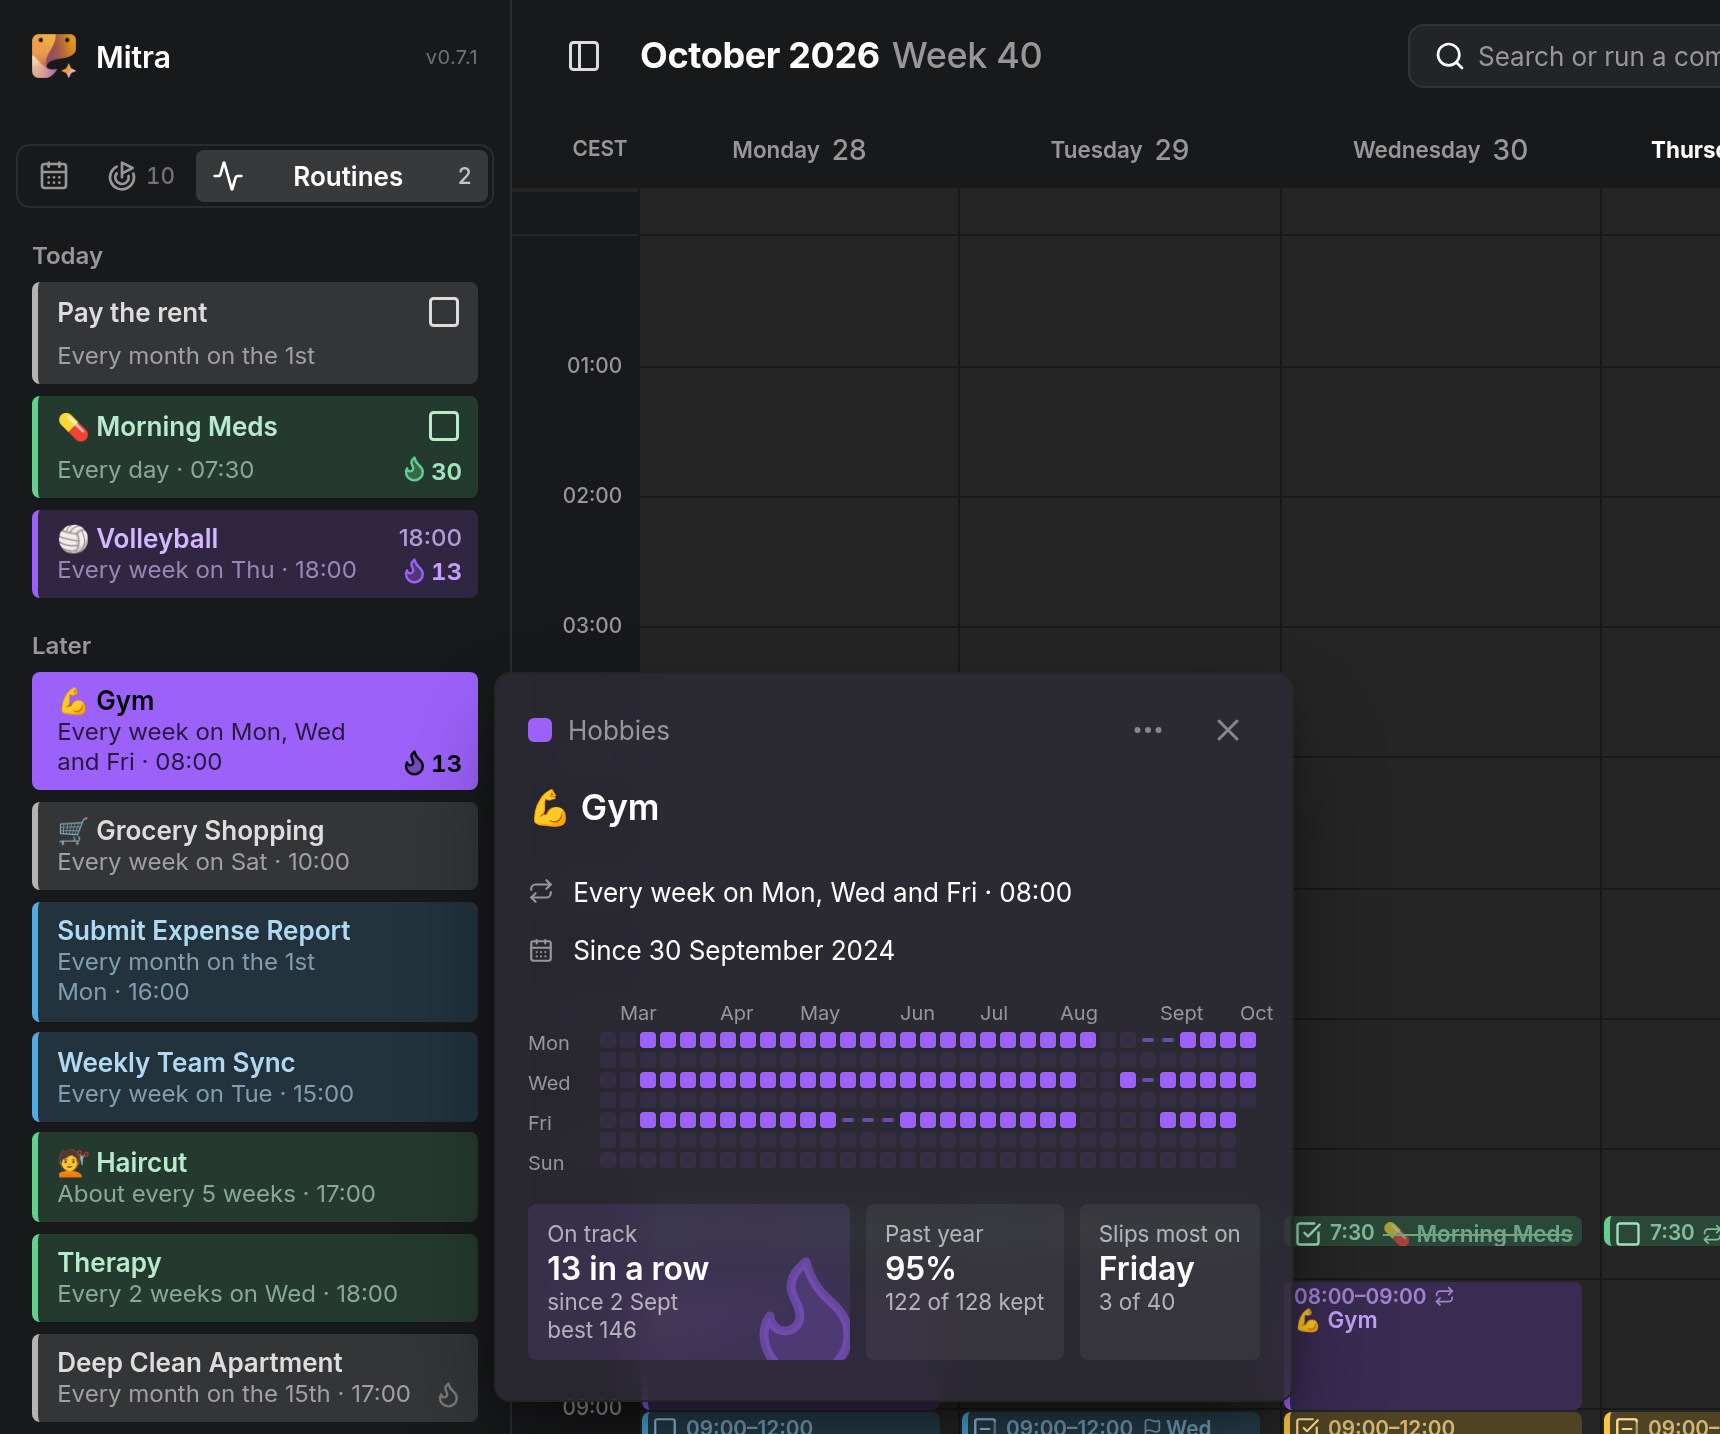 Mitra
v0.7.1
10
Routines
2
Today
Pay the rent
Every month on the 1st
Morning Meds
Every day · 07:30
30
Volleyball
18:00
Every week on Thu · 18:00
13
Later
Gym
Every week on Mon, Wed
and Fri · 08:00
13
Grocery Shopping
Every week on Sat · 10:00
Submit Expense Report
Every month on the 1st
Mon · 16:00
Weekly Team Sync
Every week on Tue · 15:00
Haircut
About every 5 weeks · 17:00
Therapy
Every 2 weeks on Wed · 18:00
Deep Clean Apartment
Every month on the 15th · 17:00
October 2026 Week 40
Search or run a com
CEST
Monday 28
Tuesday 29
Wednesday 30
Thurs
01:00
02:00
03:00
Hobbies
Gym
Every week on Mon, Wed and Fri · 08:00
Since 30 September 2024
Mar Apr May Jun Jul Aug Sept Oct
Mon
Wed
Fri
Sun
On track
13 in a row
since 2 Sept
best 146
Past year
95%
122 of 128 kept
Slips most on
Friday
3 of 40
7:30 Morning Meds
7:30
08:00–09:00
Gym
09:00
09:00–12:00
09:00–12:00 Wed
09:00–12:00
09:00–